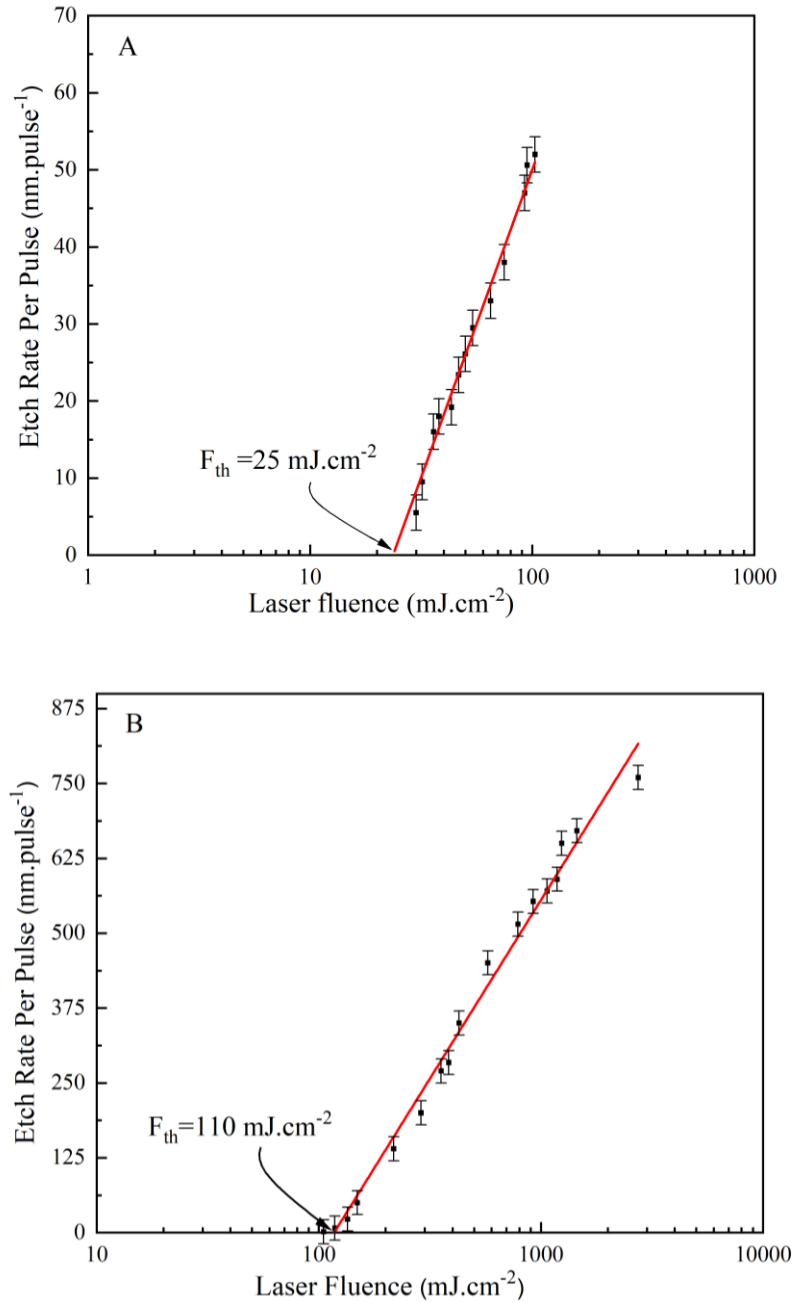 A
70
60
50
40
30
20
10
0
Etch Rate Per Pulse (nm.pulse⁻¹)
F_th =25 mJ.cm⁻²
1 10 100 1000
Laser fluence (mJ.cm⁻²)
B
875
750
625
500
375
250
125
0
Etch Rate Per Pulse (nm.pulse⁻¹)
F_th=110 mJ.cm⁻²
10 100 1000 10000
Laser Fluence (mJ.cm⁻²)